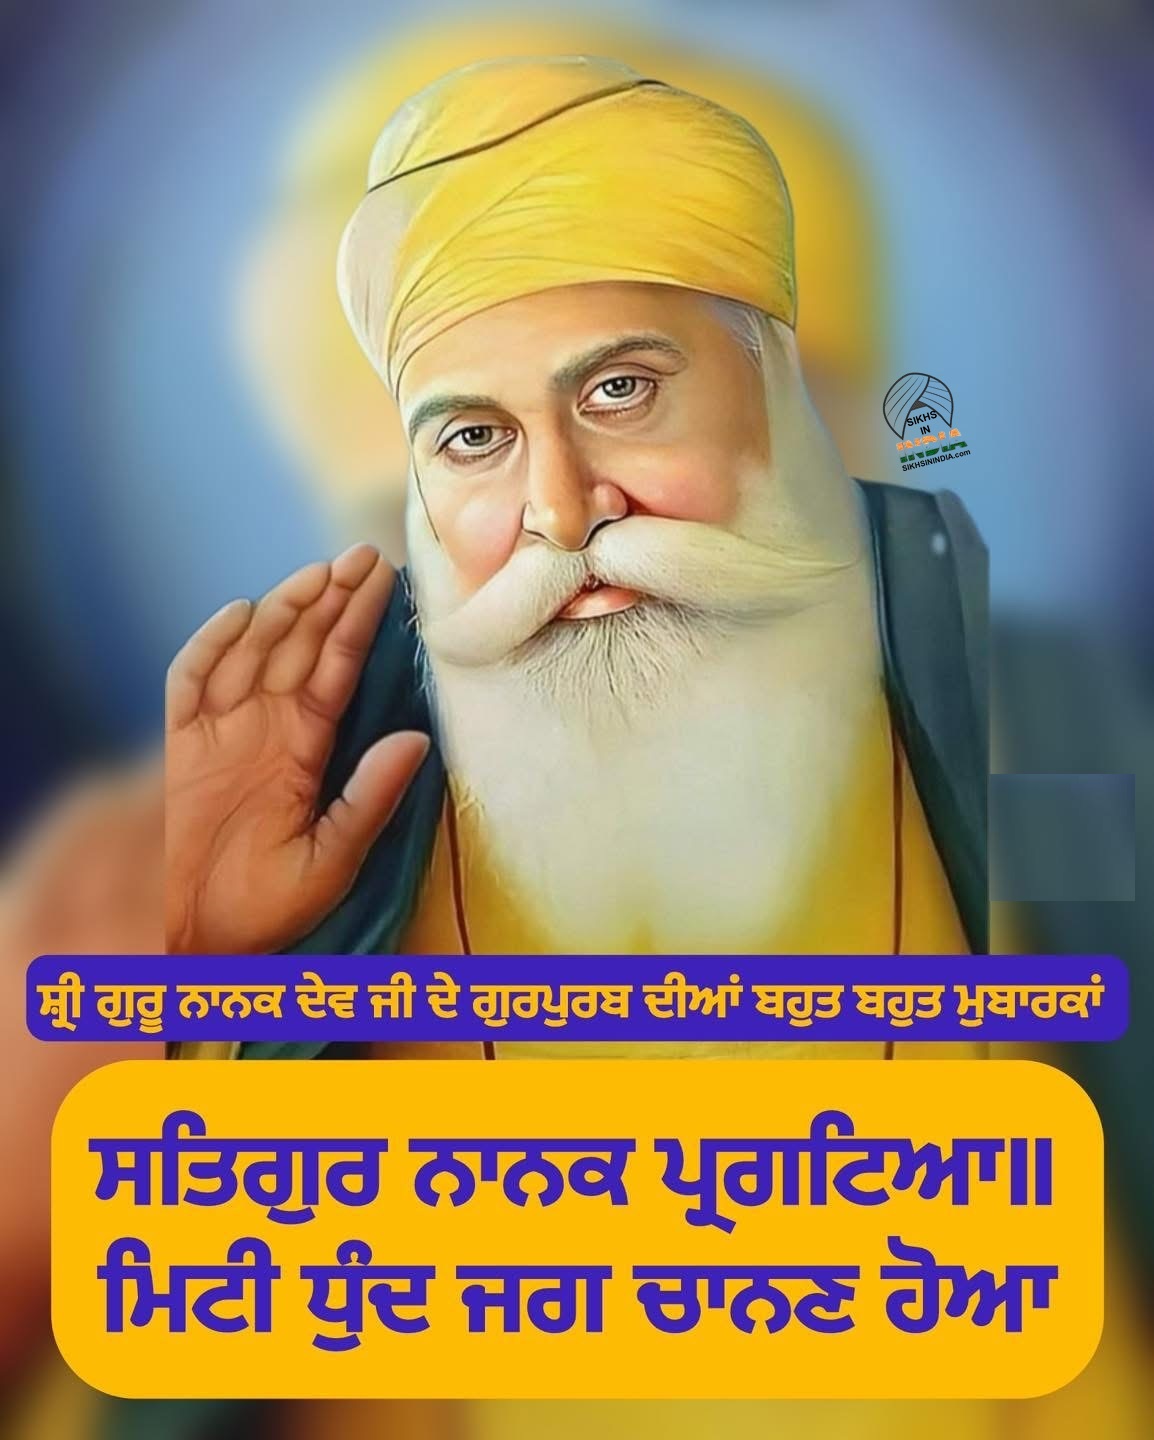 SIKHS
IN
INDIA
SIKHSININDIA.com
ਸ਼੍ਰੀ ਗੁਰੂ ਨਾਨਕ ਦੇਵ ਜੀ ਦੇ ਗੁਰਪੁਰਬ ਦੀਆਂ ਬਹੁਤ ਬਹੁਤ ਮੁਬਾਰਕਾਂ
ਸਤਿਗੁਰ ਨਾਨਕ ਪ੍ਰਗਟਿਆ॥
ਮਿਟੀ ਧੁੰਦ ਜਗ ਚਾਨਣ ਹੋਆ